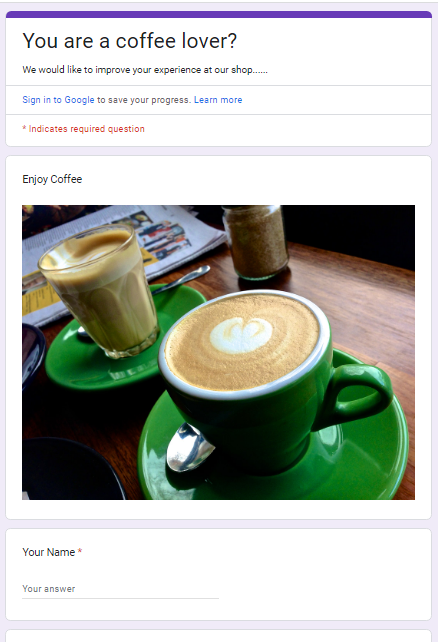 You are a coffee lover?
We would like to improve your experience at our shop......
Sign in to Google to save your progress. Learn more
* Indicates required question
Enjoy Coffee
Your Name *
Your answer